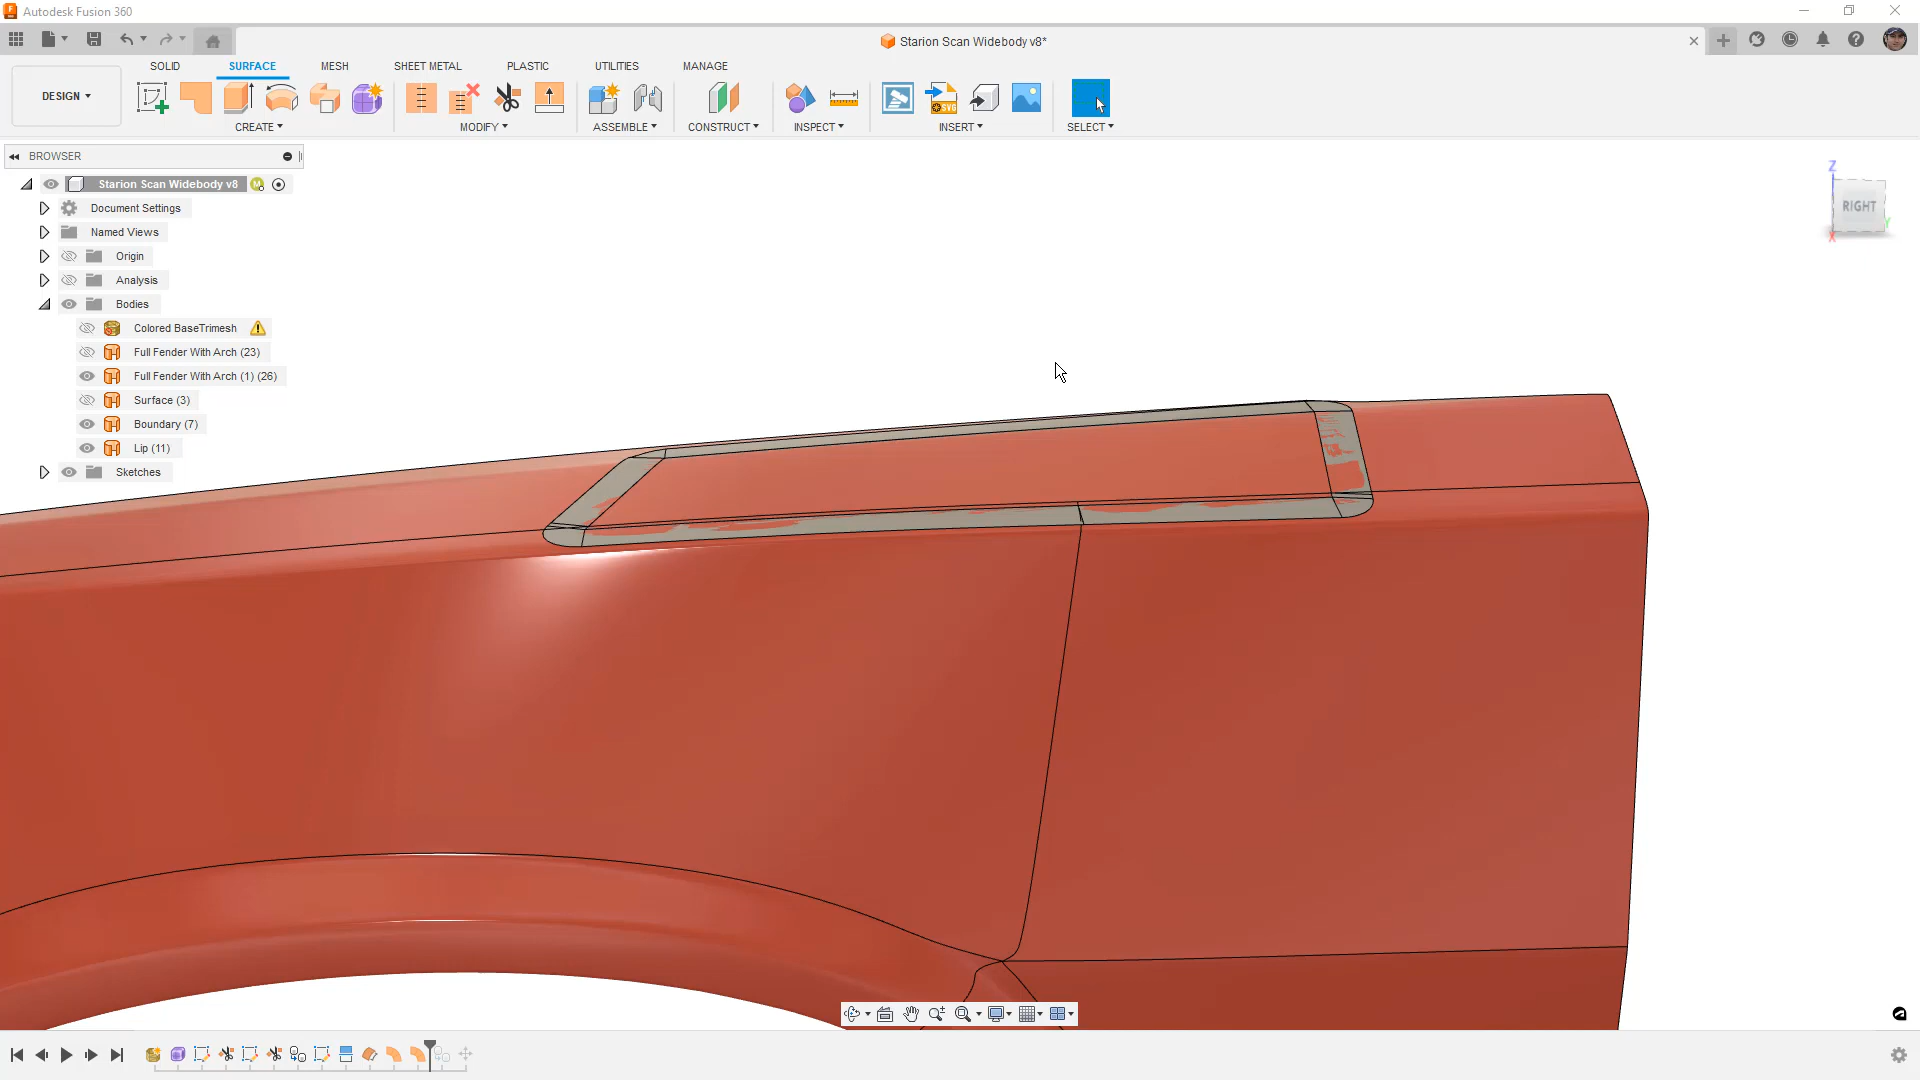 Autodesk Fusion 360
Starion Scan Widebody v8*
SOLID SURFACE MESH SHEET METAL PLASTIC UTILITIES MANAGE
DESIGN
SVG
CREATE MODIFY ASSEMBLE CONSTRUCT INSPECT INSERT SELECT
BROWSER
Starion Scan Widebody v8
Document Settings
Named Views
Origin
Analysis
Bodies
Colored BaseTrimesh
Full Fender With Arch (23)
Full Fender With Arch (1) (26)
Surface (3)
Boundary (7)
Lip (11)
Sketches
Z
RIGHT
Y
X